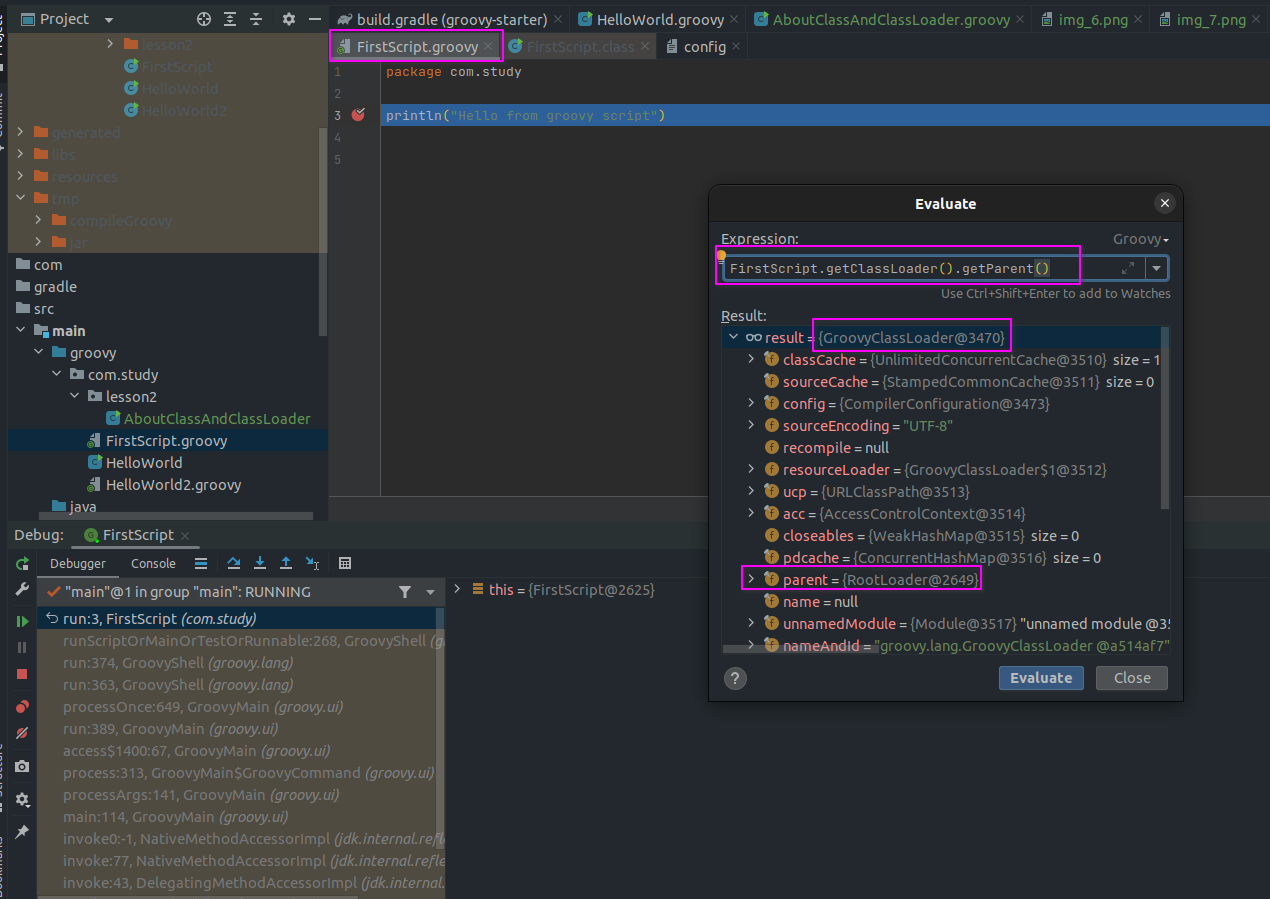 Project
build.gradle (groovy-starter)
HelloWorld.groovy
AboutClassAndClassLoader.groovy
img_6.png
img_7.png
FirstScript.groovy
FirstScript.class
config
lesson2
FirstScript
HelloWorld
HelloWorld2
generated
libs
resources
tmp
compileGroovy
jar
com
gradle
src
main
groovy
com.study
lesson2
AboutClassAndClassLoader
FirstScript.groovy
HelloWorld
HelloWorld2.groovy
java
1 package com.study
2
3 println("Hello from groovy script")
4
5
Evaluate
Expression:
Groovy
FirstScript.getClassLoader().getParent()
Use Ctrl+Shift+Enter to add to Watches
Result:
result = {GroovyClassLoader@3470}
classCache = {UnlimitedConcurrentCache@3510} size = 1
sourceCache = {StampedCommonCache@3511} size = 0
config = {CompilerConfiguration@3473}
sourceEncoding = "UTF-8"
recompile = null
resourceLoader = {GroovyClassLoader$1@3512}
ucp = {URLClassPath@3513}
acc = {AccessControlContext@3514}
closeables = {WeakHashMap@3515} size = 0
pdcache = {ConcurrentHashMap@3516} size = 0
parent = {RootLoader@2649}
name = null
unnamedModule = {Module@3517} "unnamed module @35
nameAndId = "groovy.lang.GroovyClassLoader @a514af7"
? Evaluate Close
Debug: FirstScript
Debugger Console
"main"@1 in group "main": RUNNING
run:3, FirstScript (com.study)
runScriptOrMainOrTestOrRunnable:268, GroovyShell (g
run:374, GroovyShell (groovy.lang)
run:363, GroovyShell (groovy.lang)
processOnce:649, GroovyMain (groovy.ui)
run:389, GroovyMain (groovy.ui)
access$1400:67, GroovyMain (groovy.ui)
process:313, GroovyMain$GroovyCommand (groovy.ui)
processArgs:141, GroovyMain (groovy.ui)
main:114, GroovyMain (groovy.ui)
invoke0:-1, NativeMethodAccessorImpl (jdk.internal.refle
invoke:77, NativeMethodAccessorImpl (jdk.internal.refle
invoke:43, DelegatingMethodAccessorImpl (jdk.internal.
this = {FirstScript@2625}